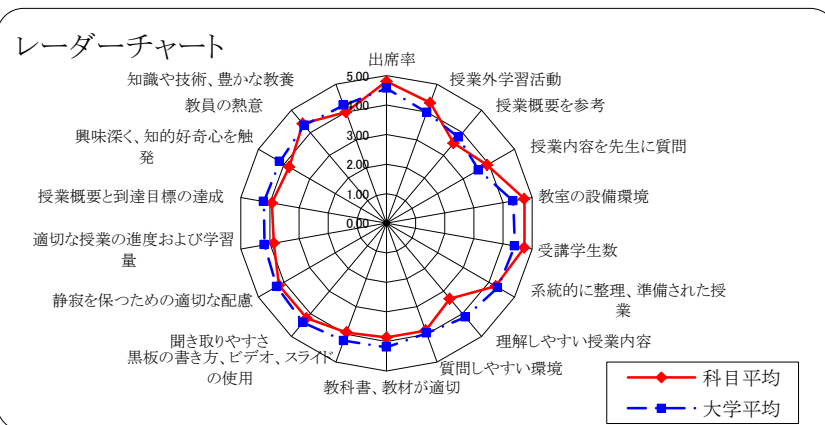 レーダーチャート
出席率
授業外学習活動
授業概要を参考
授業内容を先生に質問
教室の設備環境
受講学生数
系統的に整理、準備された授
業
理解しやすい授業内容
質問しやすい環境
教科書、教材が適切
黒板の書き方、ビデオ、スライド
の使用
聞き取りやすさ
静寂を保つための適切な配慮
適切な授業の進度および学習
量
授業概要と到達目標の達成
興味深く、知的好奇心を触
発
教員の熱意
知識や技術、豊かな教養
5.00
4.00
3.00
2.00
1.00
0.00
科目平均
大学平均